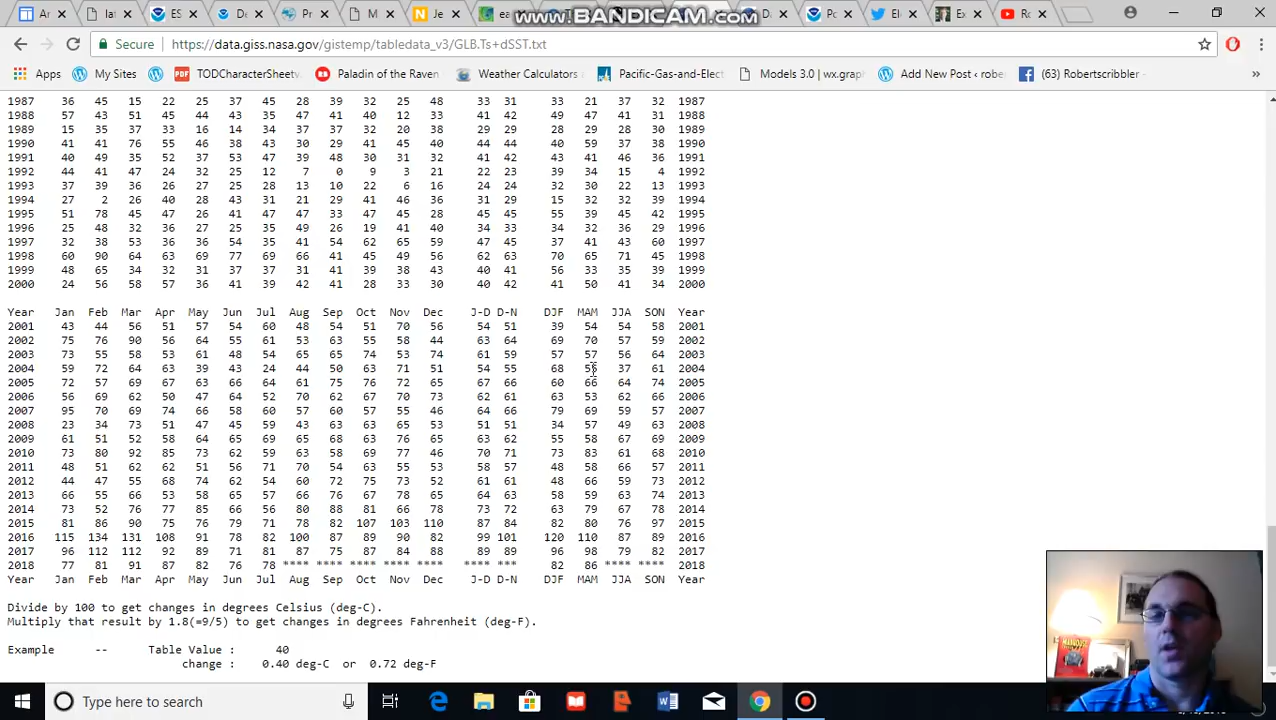 Ar
lat
ES
De
Pr
M
Je
ea
T
D
Po
El
Ex
Ro
www.BANDICAM.com
Secure https://data.giss.nasa.gov/gistemp/tabledata_v3/GLB.Ts+dSST.txt
Apps My Sites TODCharacterSheetv Paladin of the Raven Weather Calculators Pacific-Gas-and-Ele Models 3.0 | wx.graph Add New Post ‹ robe (63) Robertscribbler »
1987 36 45 15 22 25 37 45 28 39 32 25 48 33 31 33 21 37 32 1987
1988 57 43 51 45 44 43 35 47 41 40 12 33 41 42 49 47 41 31 1988
1989 15 35 37 33 16 14 34 37 37 32 20 38 29 29 28 29 28 30 1989
1990 41 41 76 55 46 38 43 30 29 41 45 40 44 44 40 59 37 38 1990
1991 40 49 35 52 37 53 47 39 48 30 31 32 41 42 43 41 46 36 1991
1992 44 41 47 24 32 25 12 7 0 9 3 21 22 23 39 34 15 4 1992
1993 37 39 36 26 27 25 28 13 10 22 6 16 24 24 32 30 22 13 1993
1994 27 2 26 40 28 43 31 21 29 41 46 36 31 29 15 32 32 39 1994
1995 51 78 45 47 26 41 47 47 33 47 45 28 45 45 55 39 45 42 1995
1996 25 48 32 36 27 25 35 49 26 19 41 40 34 33 34 32 36 29 1996
1997 32 38 53 36 36 54 35 41 54 62 65 59 47 45 37 41 43 60 1997
1998 60 90 64 63 69 77 69 66 41 45 49 56 62 63 70 65 71 45 1998
1999 48 65 34 32 31 37 37 31 41 39 38 43 40 41 56 33 35 39 1999
2000 24 56 58 57 36 41 39 42 41 28 33 30 40 42 41 50 41 34 2000
Year Jan Feb Mar Apr May Jun Jul Aug Sep Oct Nov Dec J-D D-N DJF MAM JJA SON Year
2001 43 44 56 51 57 54 60 48 54 51 70 56 54 51 39 54 54 58 2001
2002 75 76 90 56 64 55 61 53 63 55 58 44 63 64 69 70 57 59 2002
2003 73 55 58 53 61 48 54 65 65 74 53 74 61 59 57 57 56 64 2003
2004 59 72 64 63 39 43 24 44 50 63 71 51 54 55 68 37 61 2004
2005 72 57 69 67 63 66 64 61 75 76 72 65 67 66 60 66 64 74 2005
2006 56 69 62 50 47 64 52 70 62 67 70 73 62 61 63 53 62 66 2006
2007 95 70 69 74 66 58 60 57 60 57 55 46 64 66 79 69 59 57 2007
2008 23 34 73 51 47 45 59 43 63 63 65 53 51 51 34 57 49 63 2008
2009 61 51 52 58 64 65 69 65 68 63 76 65 63 62 55 58 67 69 2009
2010 73 80 92 85 73 62 59 63 58 69 77 46 70 71 73 83 61 68 2010
2011 48 51 62 62 51 56 71 70 54 63 55 53 58 57 48 58 66 57 2011
2012 44 47 55 68 74 62 54 60 72 75 73 52 61 61 48 66 59 73 2012
2013 66 55 66 53 58 65 57 66 76 67 78 65 64 63 58 59 63 74 2013
2014 73 52 76 77 85 66 56 80 88 81 66 78 73 72 63 79 67 78 2014
2015 81 86 90 75 76 79 71 78 82 107 103 110 87 84 82 80 76 97 2015
2016 115 134 131 108 91 78 82 100 87 89 90 82 99 101 120 110 87 89 2016
2017 96 112 112 92 89 71 81 87 75 87 84 88 89 89 96 98 79 82 2017
2018 77 81 91 87 82 76 78 **** **** **** **** **** **** **** 82 86 **** **** 2018
Year Jan Feb Mar Apr May Jun Jul Aug Sep Oct Nov Dec J-D D-N DJF MAM JJA SON Year
Divide by 100 to get changes in degrees Celsius (deg-C).
Multiply that result by 1.8(=9/5) to get changes in degrees Fahrenheit (deg-F).
Example -- Table Value : 40
change : 0.40 deg-C or 0.72 deg-F
Type here to search